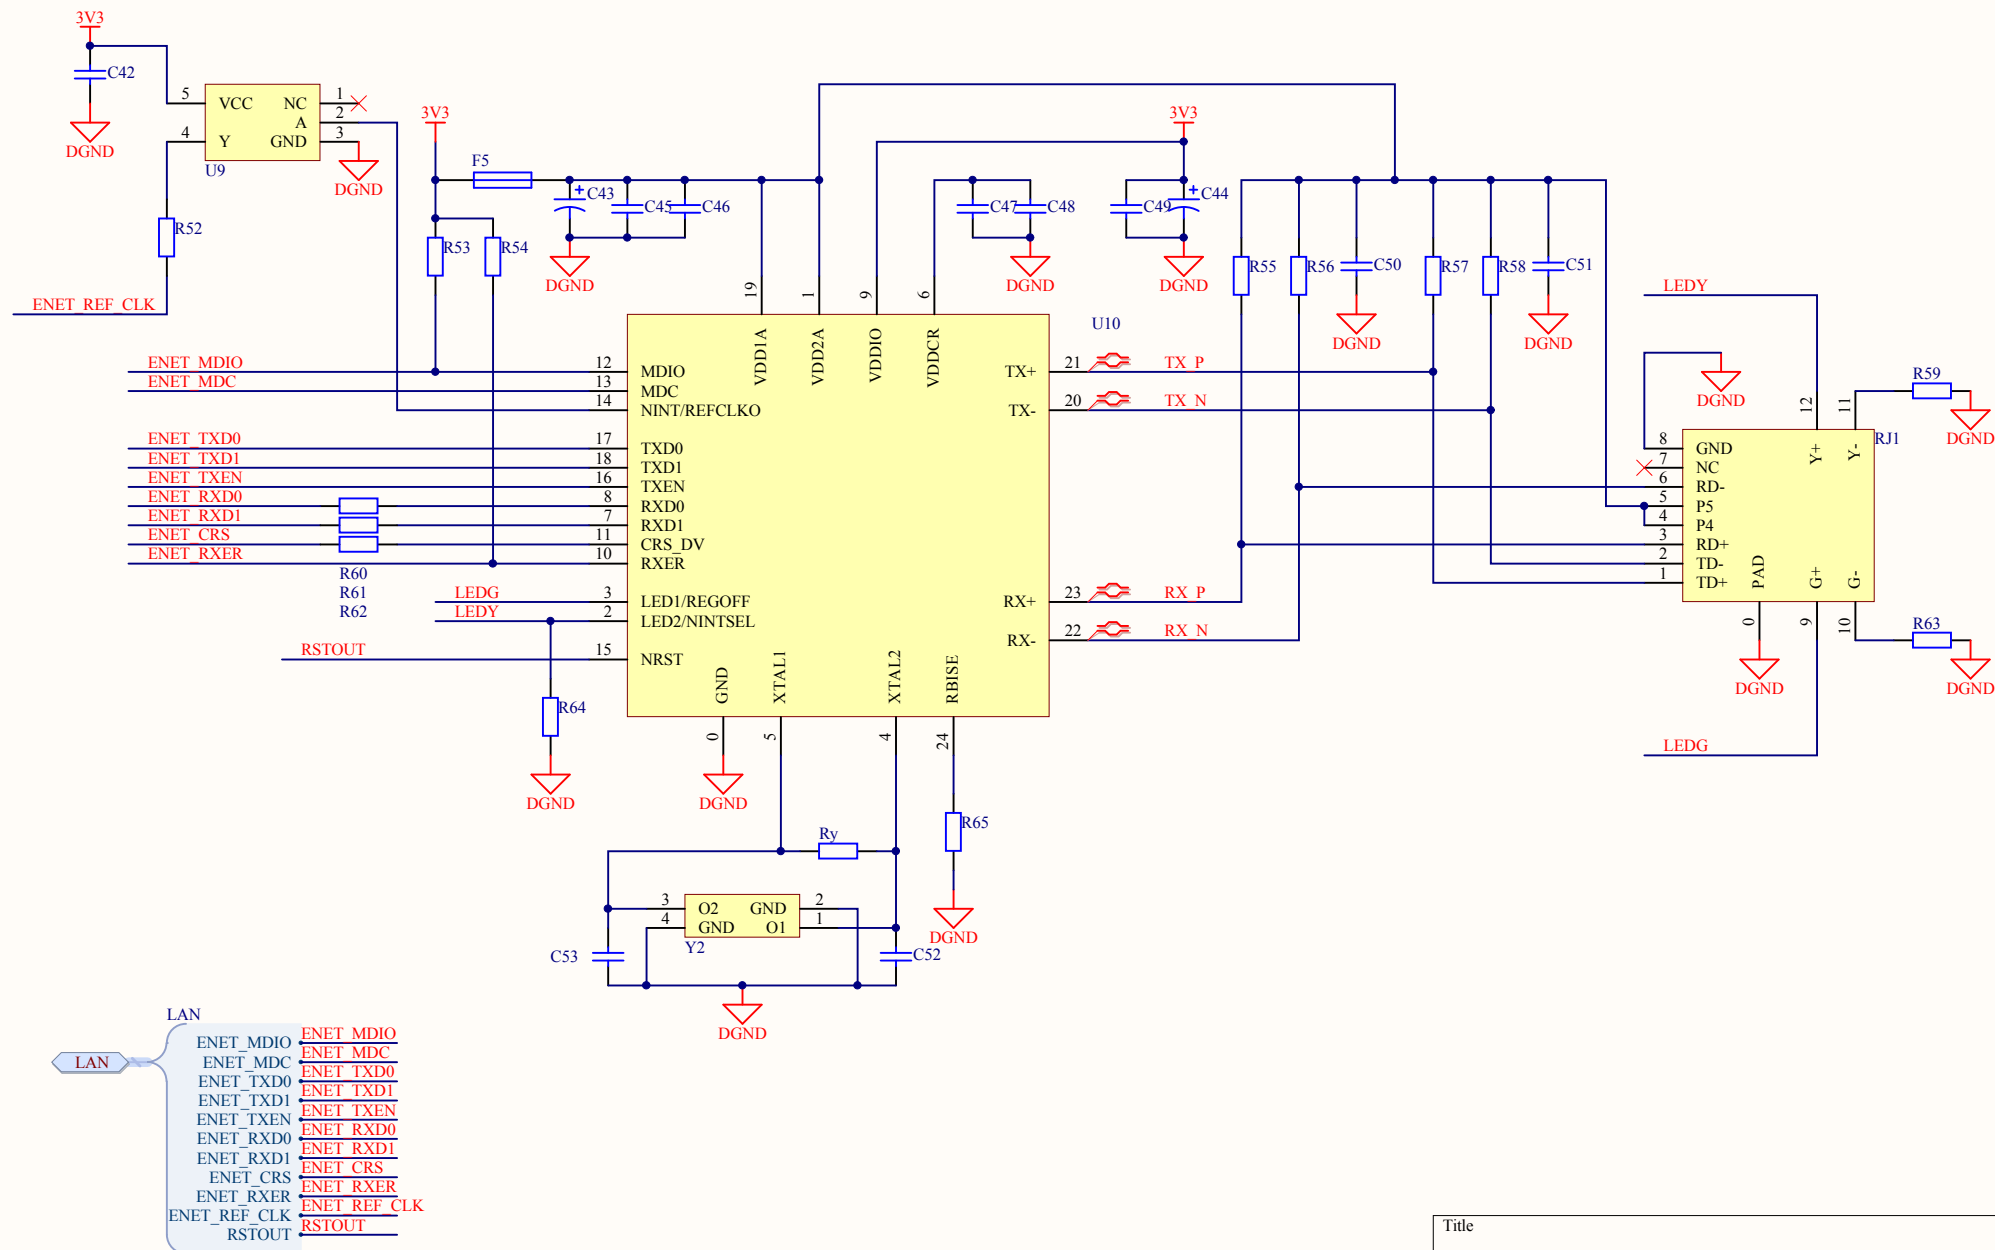 3V3
C42
DGND
5 VCC NC 1
A 2
4 Y GND 3
U9
DGND
R52
ENET_REF_CLK
3V3
F5
C43
C45
C46
R53
R54
DGND
3V3
C47
C48
C49
C44
DGND
DGND
R55
R56
C50
R57
R58
C51
DGND
DGND
19
1
9
6
VDD1A
VDD2A
VDDIO
VDDCR
U10
ENET_MDIO 12 MDIO
ENET_MDC 13 MDC
14 NINT/REFCLKO
ENET_TXD0 17 TXD0
ENET_TXD1 18 TXD1
ENET_TXEN 16 TXEN
ENET_RXD0 8 RXD0
ENET_RXD1 7 RXD1
ENET_CRS 11 CRS_DV
ENET_RXER 10 RXER
R60
R61
R62
LEDG 3 LED1/REGOFF
LEDY 2 LED2/NINTSEL
RSTOUT 15 NRST
TX+ 21 TX_P
TX- 20 TX_N
RX+ 23 RX_P
RX- 22 RX_N
GND
XTAL1
XTAL2
RBISE
0
5
4
24
R64
DGND
DGND
Ry
R65
DGND
3 O2 GND 2
4 GND O1 1
Y2
C53
C52
DGND
LEDY
DGND
12
11
R59
DGND
RJ1
Y+
Y-
8 GND
7 NC
6 RD-
5 P5
4 P4
3 RD+
2 TD-
1 TD+
PAD
G+
G-
0
9
10
R63
DGND
DGND
LEDG
LAN
LAN
ENET_MDIO ENET_MDIO
ENET_MDC ENET_MDC
ENET_TXD0 ENET_TXD0
ENET_TXD1 ENET_TXD1
ENET_TXEN ENET_TXEN
ENET_RXD0 ENET_RXD0
ENET_RXD1 ENET_RXD1
ENET_CRS ENET_CRS
ENET_RXER ENET_RXER
ENET_REF_CLK ENET_REF_CLK
RSTOUT RSTOUT
Title